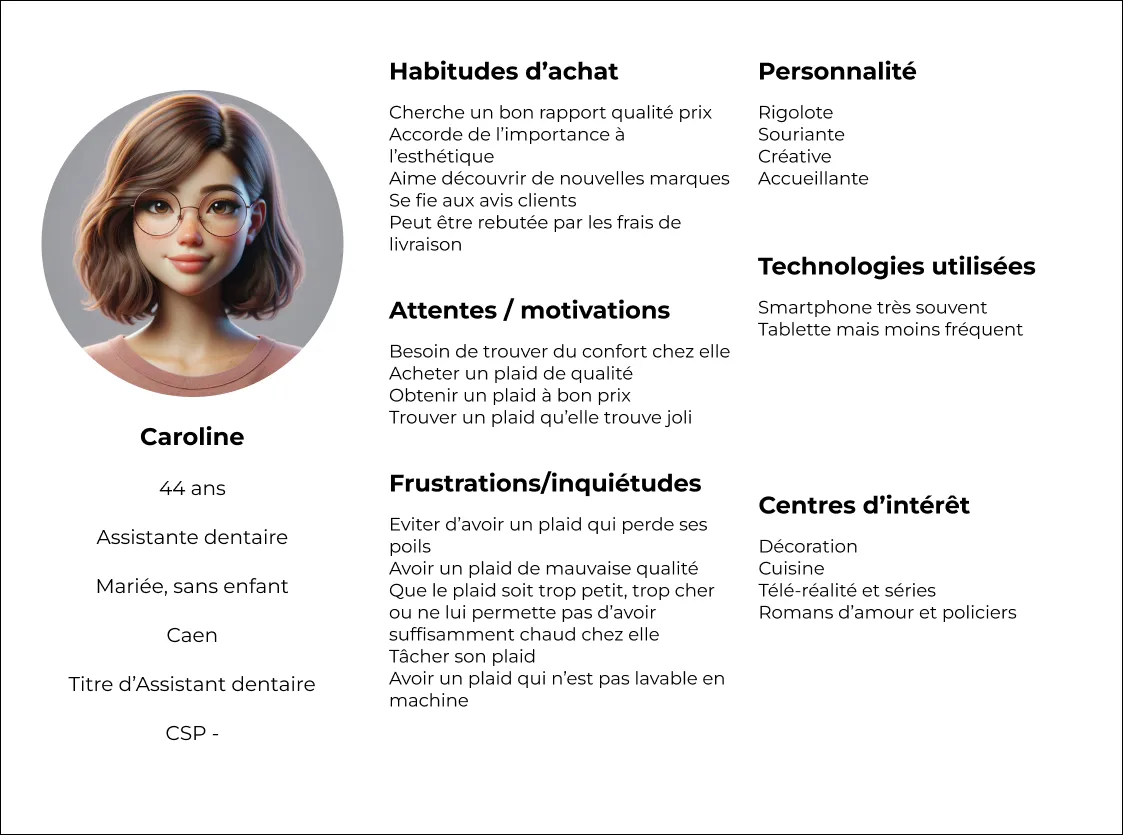 Caroline
44 ans
Assistante dentaire
Mariée, sans enfant
Caen
Titre d’Assistant dentaire
CSP -
Habitudes d’achat
Cherche un bon rapport qualité prix
Accorde de l’importance à
l’esthétique
Aime découvrir de nouvelles marques
Se fie aux avis clients
Peut être rebutée par les frais de
livraison
Attentes / motivations
Besoin de trouver du confort chez elle
Acheter un plaid de qualité
Obtenir un plaid à bon prix
Trouver un plaid qu’elle trouve joli
Frustrations/inquiétudes
Eviter d’avoir un plaid qui perde ses
poils
Avoir un plaid de mauvaise qualité
Que le plaid soit trop petit, trop cher
ou ne lui permette pas d’avoir
suffisamment chaud chez elle
Tâcher son plaid
Avoir un plaid qui n’est pas lavable en
machine
Personnalité
Rigolote
Souriante
Créative
Accueillante
Technologies utilisées
Smartphone très souvent
Tablette mais moins fréquent
Centres d’intérêt
Décoration
Cuisine
Télé-réalité et séries
Romans d’amour et policiers